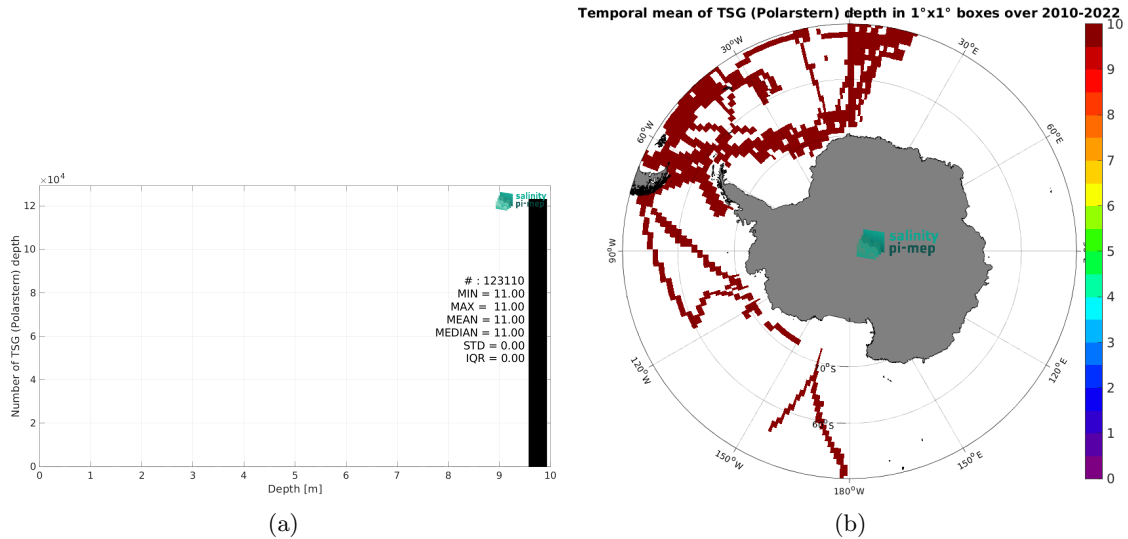 ×10⁴
12
10
8
6
4
2
0
0 1 2 3 4 5 6 7 8 9 10
Number of TSG (Polarstern) depth
Depth [m]
salinity
pi-mep
# : 123110
MIN = 11.00
MAX = 11.00
MEAN = 11.00
MEDIAN = 11.00
STD = 0.00
IQR = 0.00
(a)
Temporal mean of TSG (Polarstern) depth in 1°x1° boxes over 2010-2022
30°W
30°E
60°W
60°E
90°W
120°W
120°E
150°W
150°E
180°W
60°S
salinity
pi-mep
10
9
8
7
6
5
4
3
2
1
0
(b)